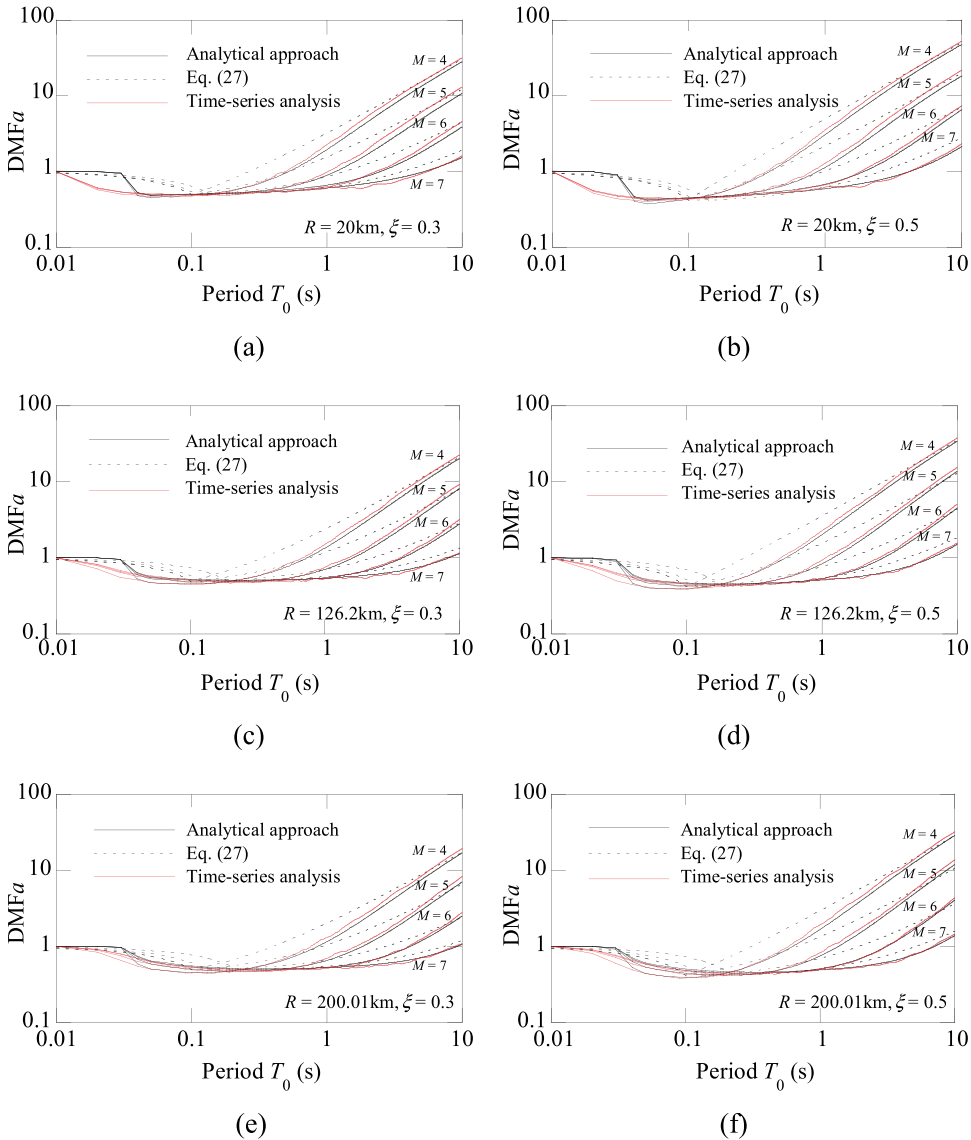 100
10
1
0.1
DMFa
Analytical approach
Eq. (27)
Time-series analysis
M = 4
M = 5
M = 6
M = 7
R = 20km, ξ = 0.3
0.01 0.1 1 10
Period T0 (s)
(a)
100
10
1
0.1
DMFa
Analytical approach
Eq. (27)
Time-series analysis
M = 4
M = 5
M = 6
M = 7
R = 20km, ξ = 0.5
0.01 0.1 1 10
Period T0 (s)
(b)
100
10
1
0.1
DMFa
Analytical approach
Eq. (27)
Time-series analysis
M = 4
M = 5
M = 6
M = 7
R = 126.2km, ξ = 0.3
0.01 0.1 1 10
Period T0 (s)
(c)
100
10
1
0.1
DMFa
Analytical approach
Eq. (27)
Time-series analysis
M = 4
M = 5
M = 6
M = 7
R = 126.2km, ξ = 0.5
0.01 0.1 1 10
Period T0 (s)
(d)
100
10
1
0.1
DMFa
Analytical approach
Eq. (27)
Time-series analysis
M = 4
M = 5
M = 6
M = 7
R = 200.01km, ξ = 0.3
0.01 0.1 1 10
Period T0 (s)
(e)
100
10
1
0.1
DMFa
Analytical approach
Eq. (27)
Time-series analysis
M = 4
M = 5
M = 6
M = 7
R = 200.01km, ξ = 0.5
0.01 0.1 1 10
Period T0 (s)
(f)